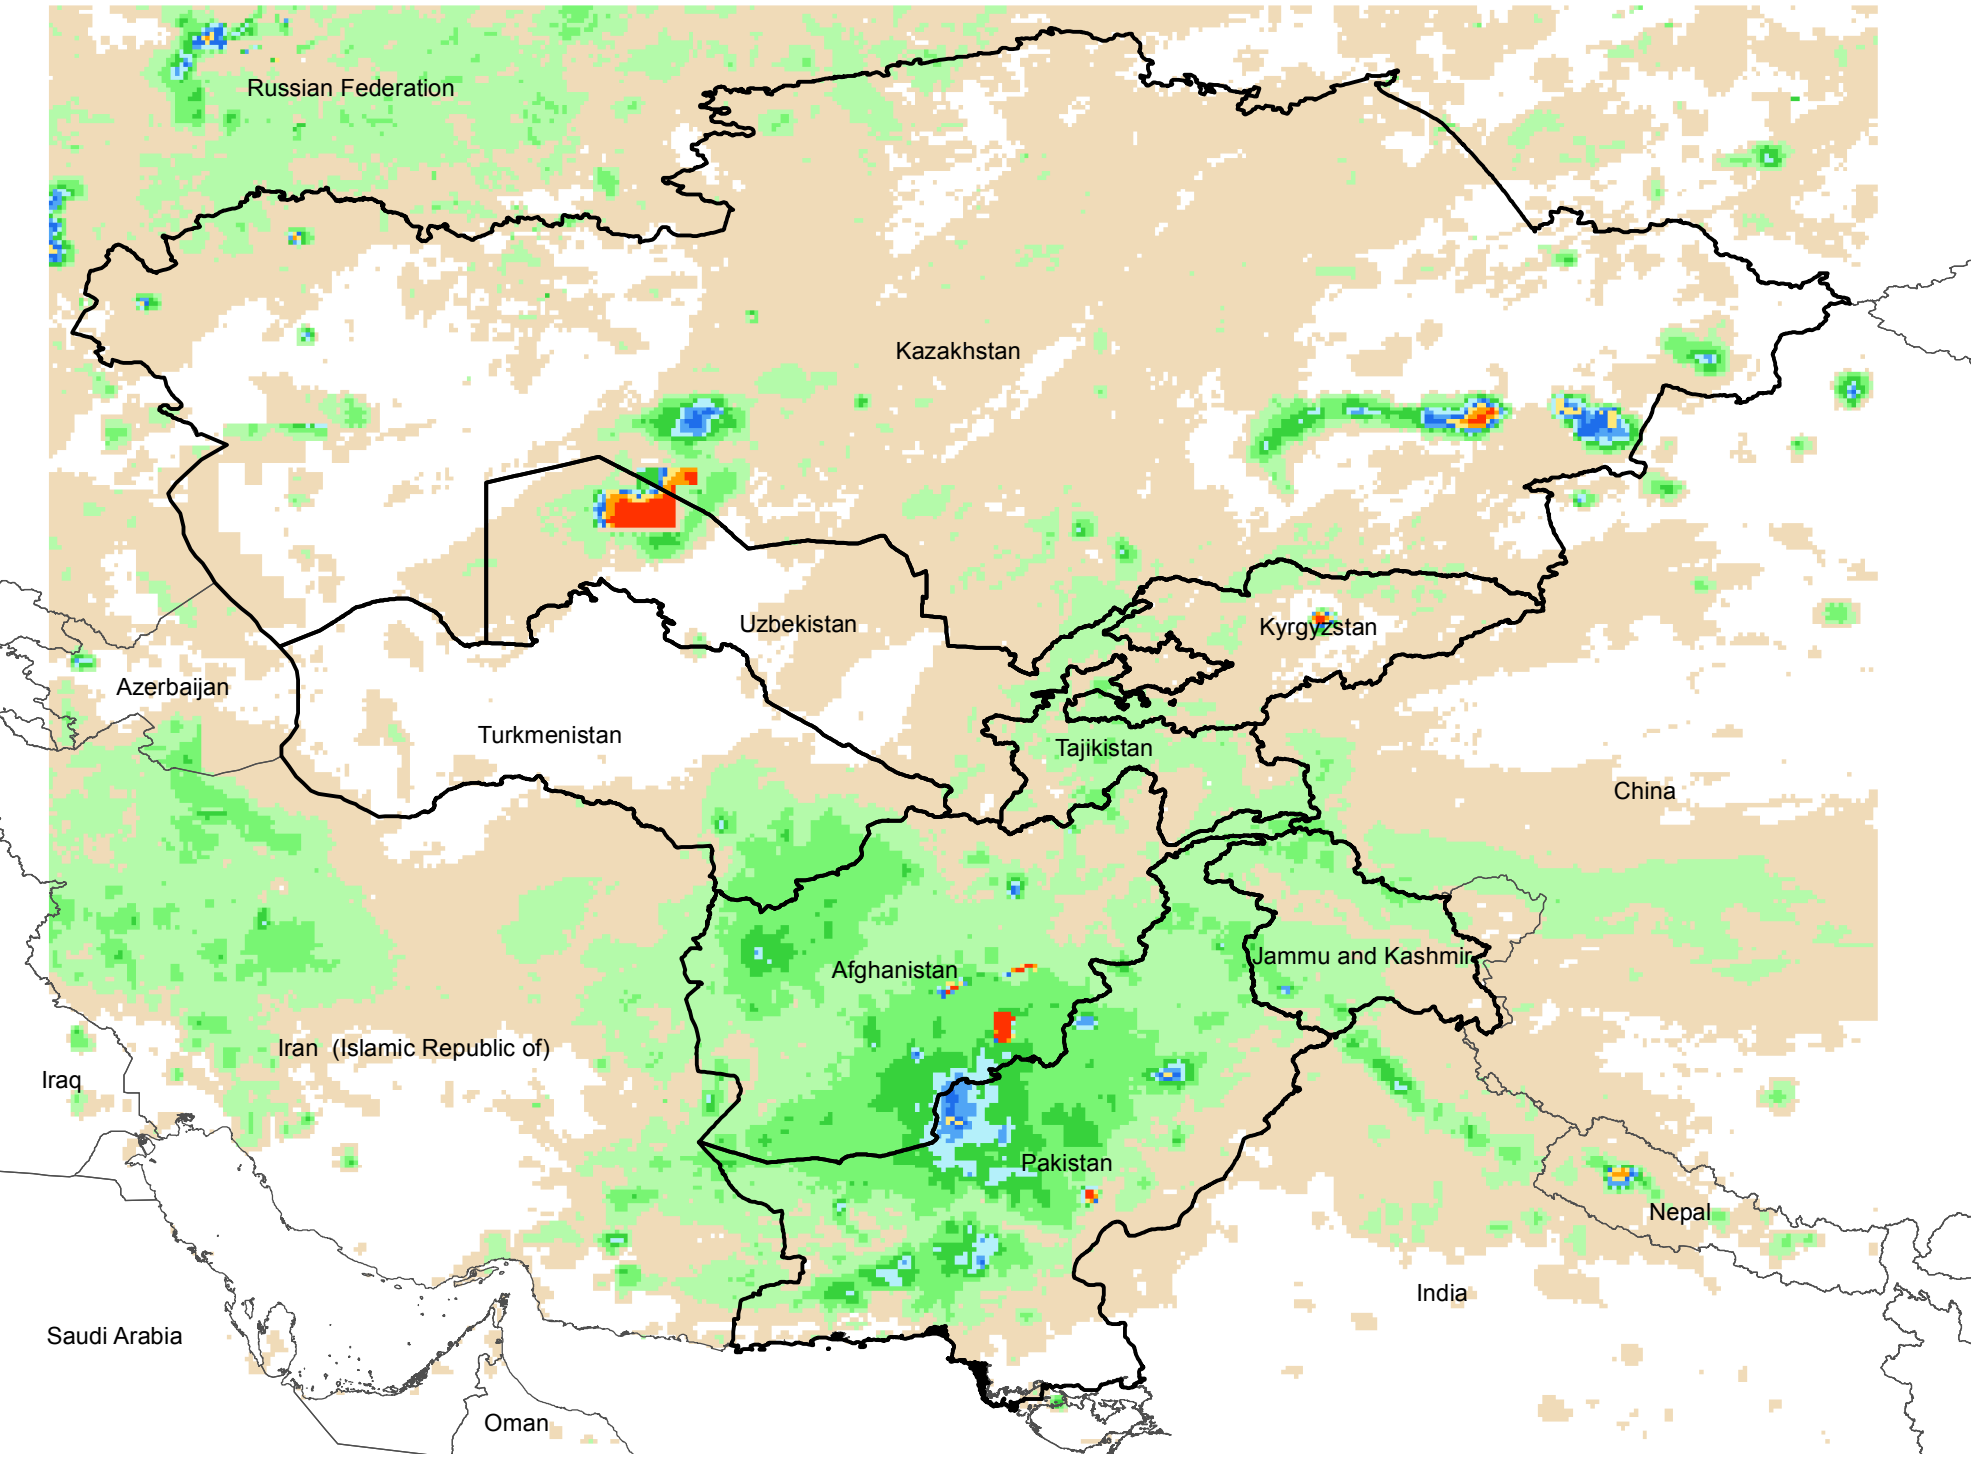 Russian Federation
Kazakhstan
Uzbekistan
Kyrgyzstan
Azerbaijan
Turkmenistan
Tajikistan
China
Afghanistan
Jammu and Kashmir
Iran (Islamic Republic of)
Iraq
Pakistan
Nepal
India
Saudi Arabia
Oman